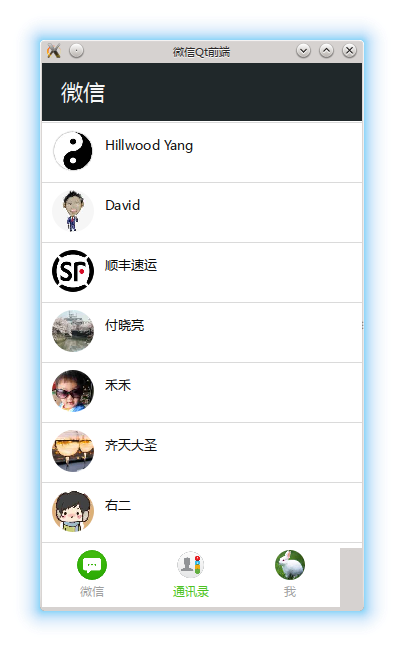 微信Qt前端
微信
Hillwood Yang
David
SF
顺丰速运
付晓亮
禾禾
齐天大圣
右二
微信
通讯录
我